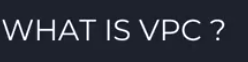 WHAT IS VPC ?